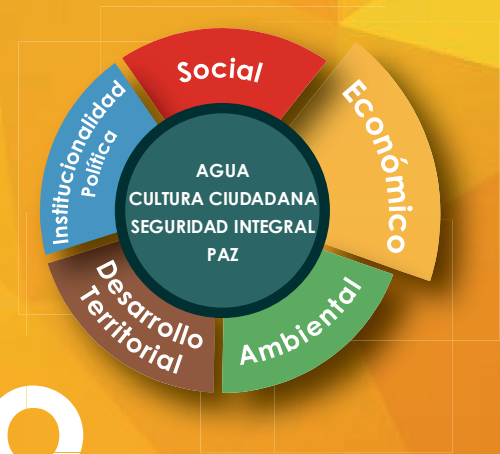 Social
Económico
Ambiental
Desarrollo
Territorial
Institucionalidad
Política
AGUA
CULTURA CIUDADANA
SEGURIDAD INTEGRAL
PAZ